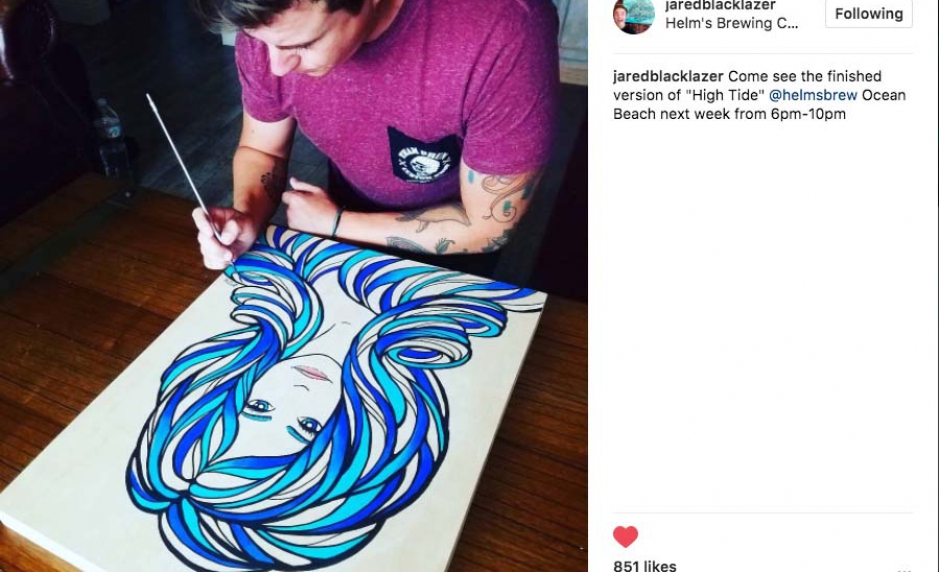 jaredblacklazer
Helm's Brewing C...
Following
jaredblacklazer Come see the finished
version of "High Tide" @helmsbrew Ocean
Beach next week from 6pm-10pm
851 likes
...